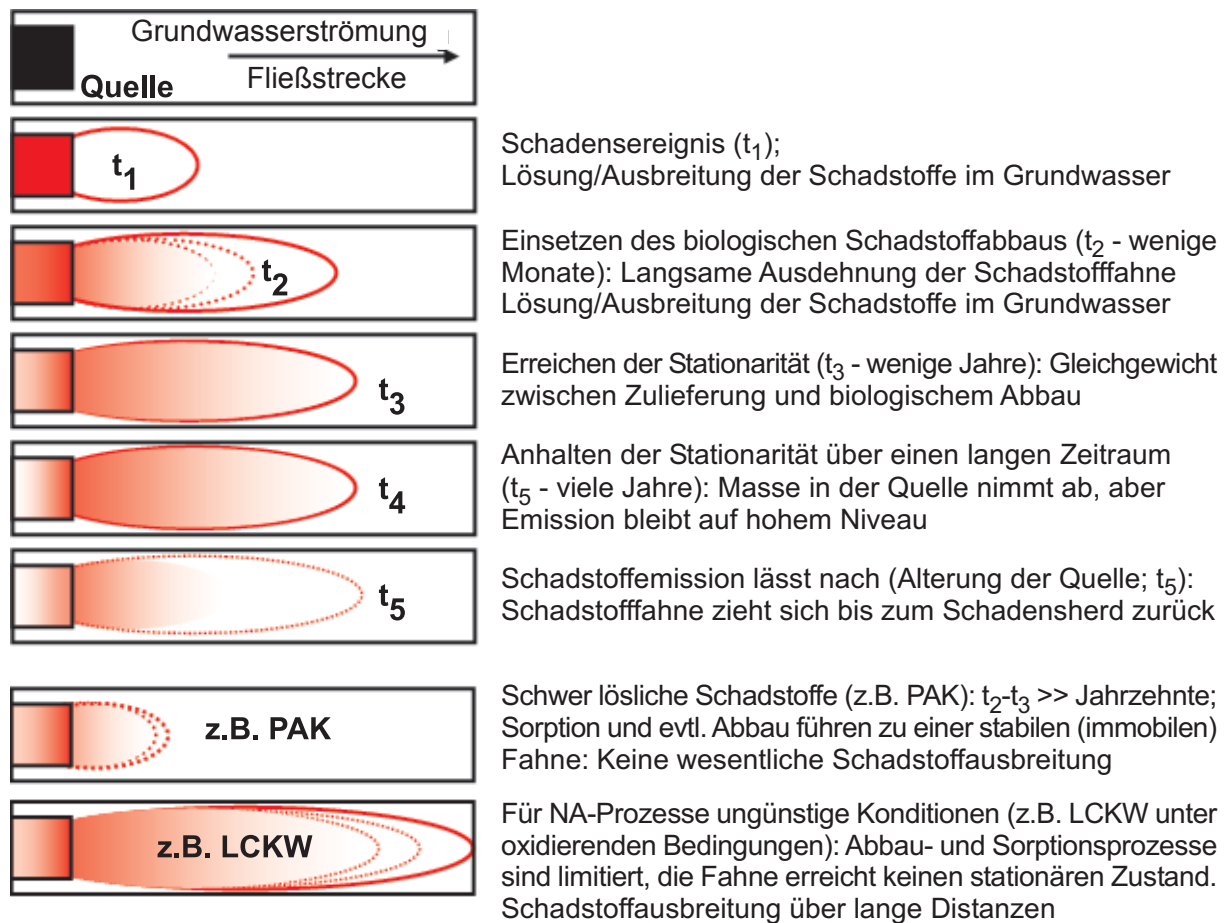 Grundwasserströmung
Fließstrecke
Quelle
t1
Schadensereignis (t1);
Lösung/Ausbreitung der Schadstoffe im Grundwasser
t2
Einsetzen des biologischen Schadstoffabbaus (t2 - wenige
Monate): Langsame Ausdehnung der Schadstofffahne
Lösung/Ausbreitung der Schadstoffe im Grundwasser
t3
Erreichen der Stationarität (t3 - wenige Jahre): Gleichgewicht
zwischen Zulieferung und biologischem Abbau
t4
Anhalten der Stationarität über einen langen Zeitraum
(t5 - viele Jahre): Masse in der Quelle nimmt ab, aber
Emission bleibt auf hohem Niveau
t5
Schadstoffemission lässt nach (Alterung der Quelle; t5):
Schadstofffahne zieht sich bis zum Schadensherd zurück
z.B. PAK
Schwer lösliche Schadstoffe (z.B. PAK): t2-t3 >> Jahrzehnte;
Sorption und evtl. Abbau führen zu einer stabilen (immobilen)
Fahne: Keine wesentliche Schadstoffausbreitung
z.B. LCKW
Für NA-Prozesse ungünstige Konditionen (z.B. LCKW unter
oxidierenden Bedingungen): Abbau- und Sorptionsprozesse
sind limitiert, die Fahne erreicht keinen stationären Zustand.
Schadstoffausbreitung über lange Distanzen